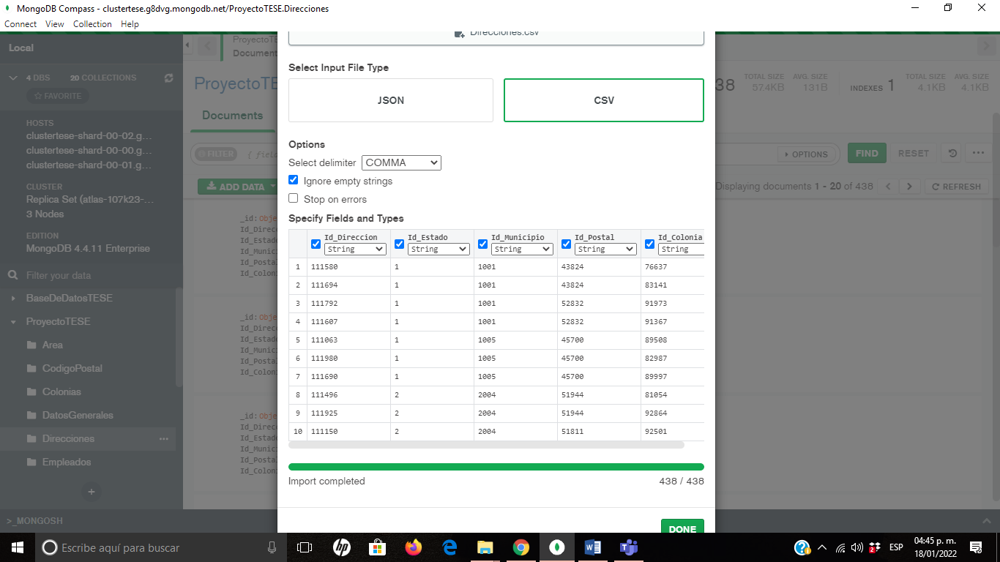 MongoDB Compass - clustertese.g8dvg.mongodb.net/ProyectoTESE.Direcciones
Connect View Collection Help
Local
4 DBS 20 COLLECTIONS
FAVORITE
HOSTS
clustertese-shard-00-02.g...
clustertese-shard-00-00.g...
clustertese-shard-00-01.g...
CLUSTER
Replica Set (atlas-107k23-...
3 Nodes
EDITION
MongoDB 4.4.11 Enterprise
Filter your data
BaseDeDatosTESE
ProyectoTESE
Area
CodigoPostal
Colonias
DatosGenerales
Direcciones ...
Empleados
+
>_MONGOSH
ProyectoTE
Document
ProyectoTE
Documents
38 TOTAL SIZE 57.4KB AVG. SIZE 131B INDEXES 1 TOTAL SIZE 4.1KB AVG. SIZE 4.1KB
FILTER { field
OPTIONS FIND RESET ...
ADD DATA
Displaying documents 1 - 20 of 438 < > REFRESH
_id: Obje
Id_Direc
Id_Estad
Id_Munic
Id_Posta
Id_Colon
_id: Obje
Id_Direc
Id_Estad
Id_Munic
Id_Posta
Id_Colon
_id: Obje
Id_Direc
Id_Estad
Id_Munic
Id_Posta
Id_Colon
Direcciones.csv
Select Input File Type
JSON CSV
Options
Select delimiter COMMA
Ignore empty strings
Stop on errors
Specify Fields and Types
Id_Direccion Id_Estado Id_Municipio Id_Postal Id_Colonia
String String String String String
1 111580 1 1001 43824 76637
2 111694 1 1001 43824 83141
3 111792 1 1001 52832 91973
4 111607 1 1001 52832 91367
5 111063 1 1005 45700 89508
6 111980 1 1005 45700 82987
7 111690 1 1005 45700 89997
8 111496 2 2004 51944 81054
9 111925 2 2004 51944 92864
10 111150 2 2004 51811 92501
Import completed 438 / 438
DONE
Escribe aquí para buscar
ESP
04:45 p. m.
18/01/2022